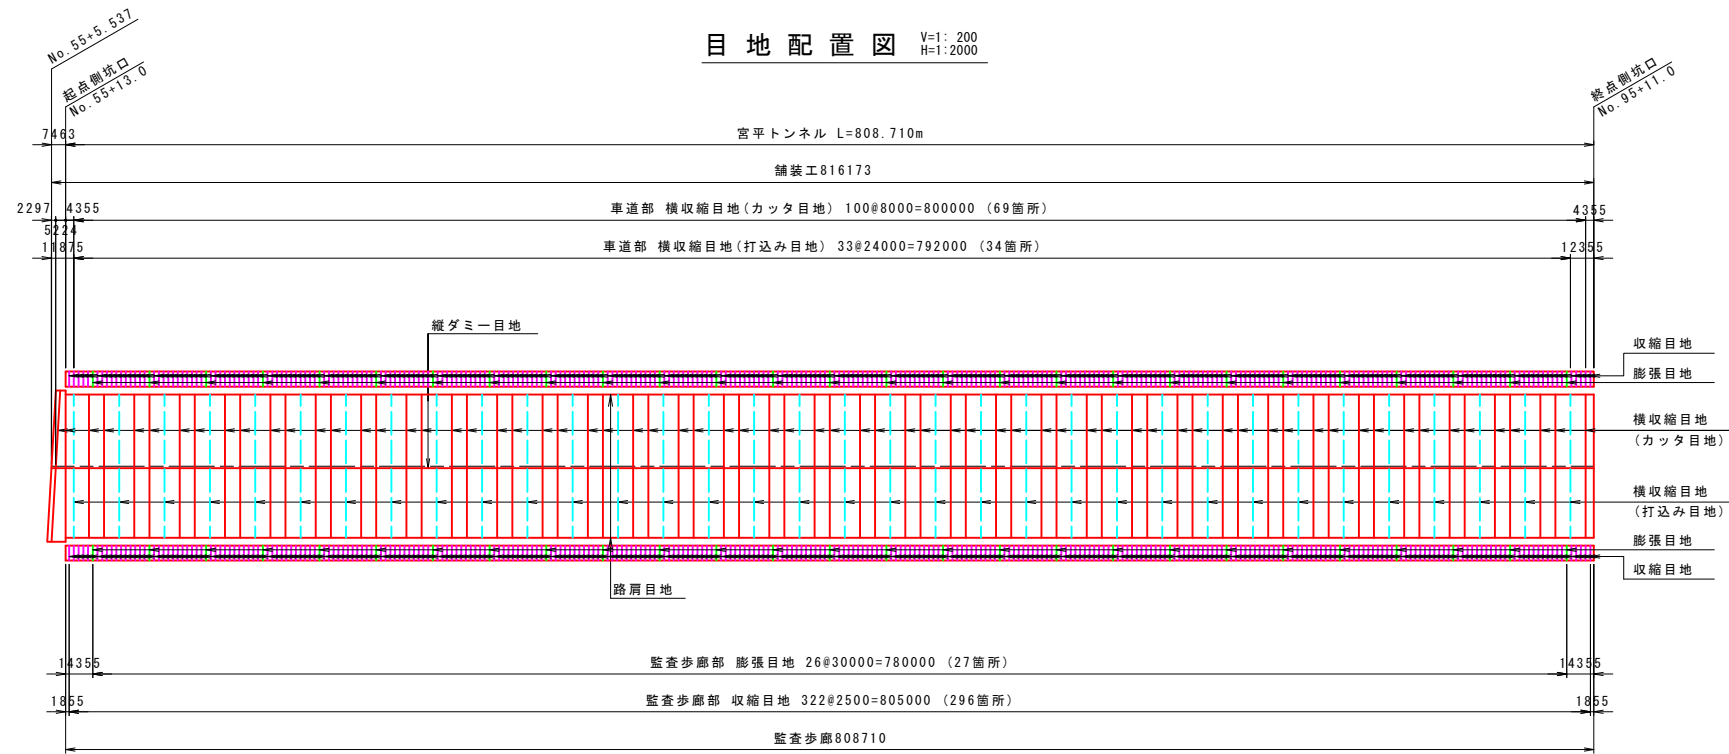 目地配置図 V=1: 200
H=1:2000
No.55+5.537
起点側坑口
No.55+13.0
終点側坑口
No.95+11.0
7463
宮平トンネル L=808.710m
舗装工816173
2297 4355
車道部 横収縮目地(カッタ目地) 100@8000=800000 (69箇所)
4355
5224
11875
車道部 横収縮目地(打込み目地) 33@24000=792000 (34箇所)
12355
縦ダミー目地
収縮目地
膨張目地
横収縮目地
(カッタ目地)
横収縮目地
(打込み目地)
膨張目地
収縮目地
路肩目地
14355
監査歩廊部 膨張目地 26@30000=780000 (27箇所)
14355
1855
監査歩廊部 収縮目地 322@2500=805000 (296箇所)
1855
監査歩廊808710